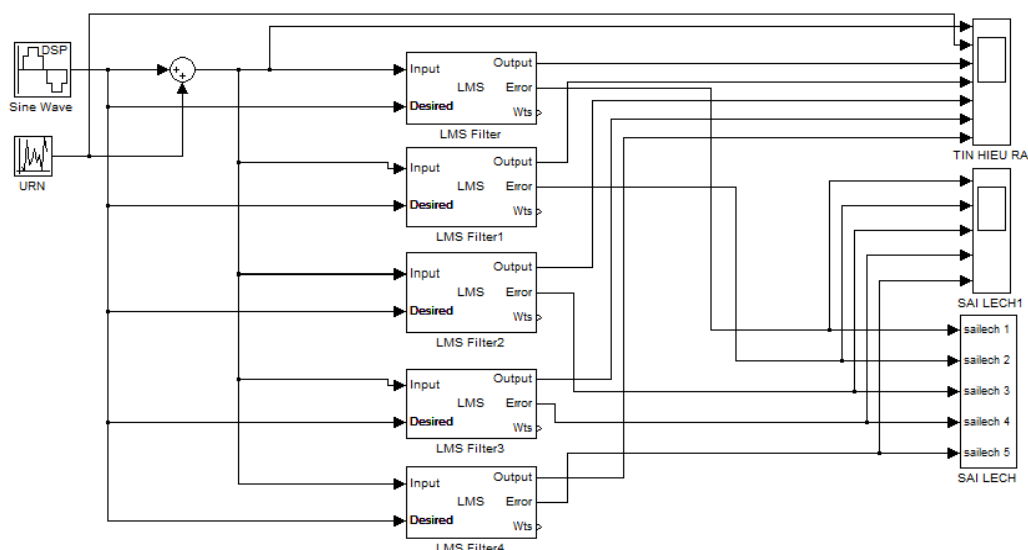 DSP
Sine Wave
+
+
URN
Input
Desired
LMS
Output
Error
Wts
LMS Filter
Input
Desired
LMS
Output
Error
Wts
LMS Filter1
Input
Desired
LMS
Output
Error
Wts
LMS Filter2
Input
Desired
LMS
Output
Error
Wts
LMS Filter3
Input
Desired
LMS
Output
Error
Wts
LMS Filter4
TIN HIEU RA
SAI LECH1
sailech 1
sailech 2
sailech 3
sailech 4
sailech 5
SAI LECH